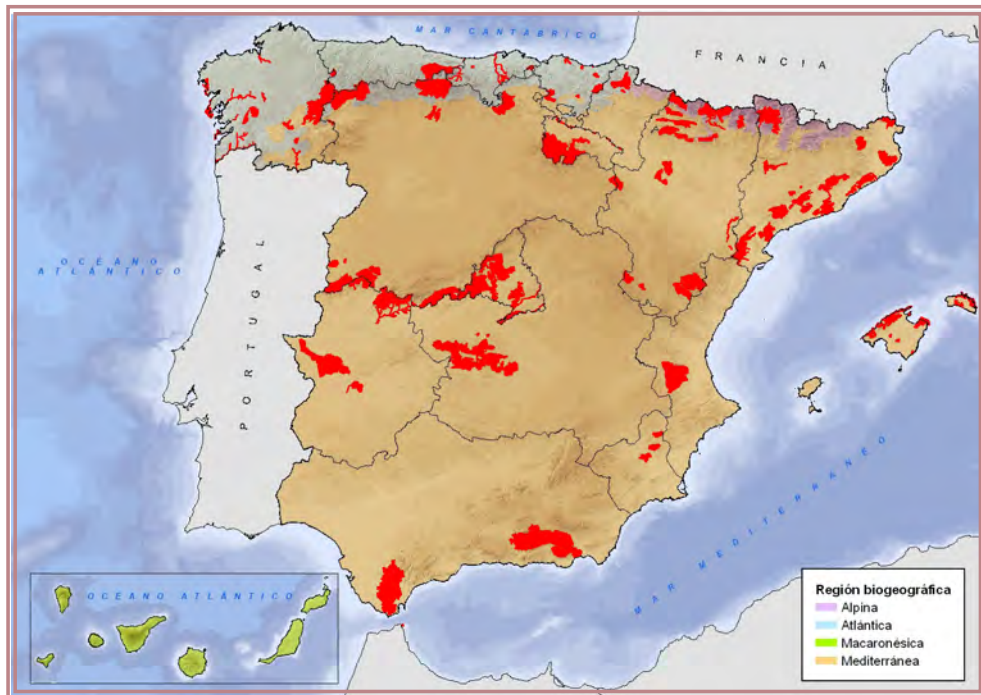 MAR CANTÁBRICO
FRANCIA
OCÉANO
ATLÁNTICO
PORTUGAL
MAR MEDITERRÁNEO
OCÉANO ATLÁNTICO
Región biogeográfica
Alpina
Atlántica
Macaronésica
Mediterránea